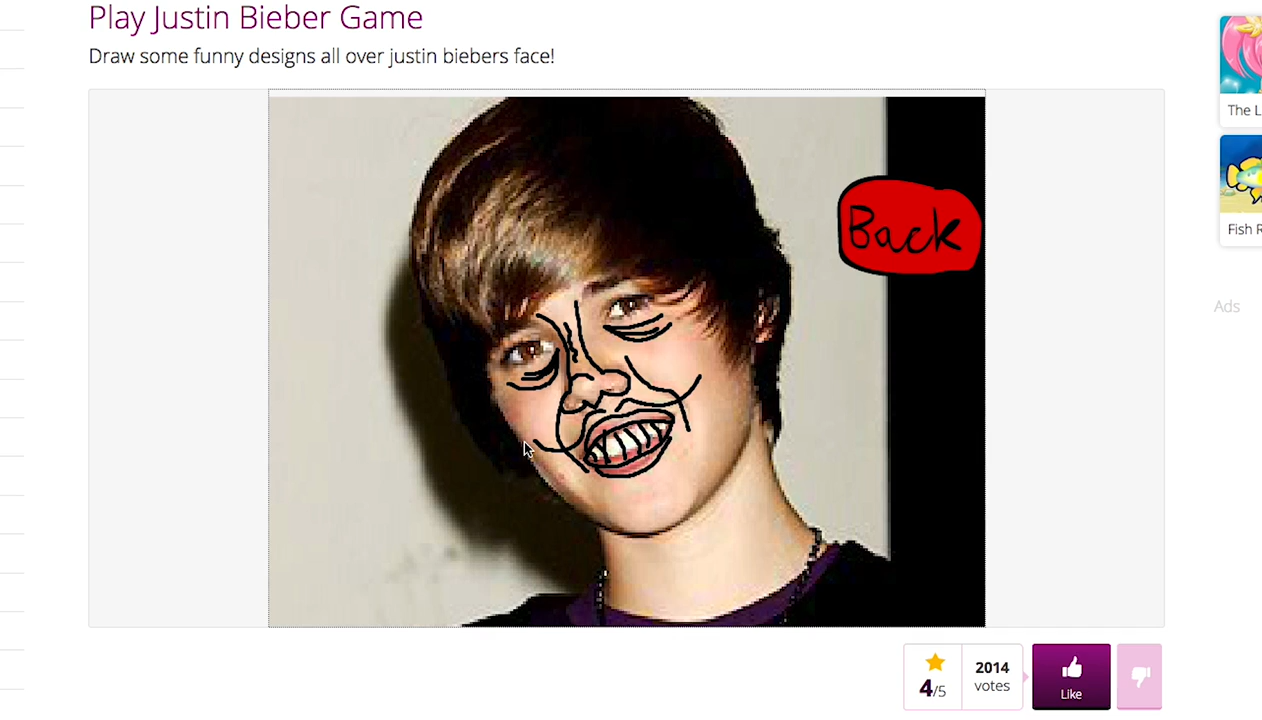 Play Justin Bieber Game
Draw some funny designs all over justin biebers face!
Back
The L
Fish R
Ads
4/5
2014
votes
Like